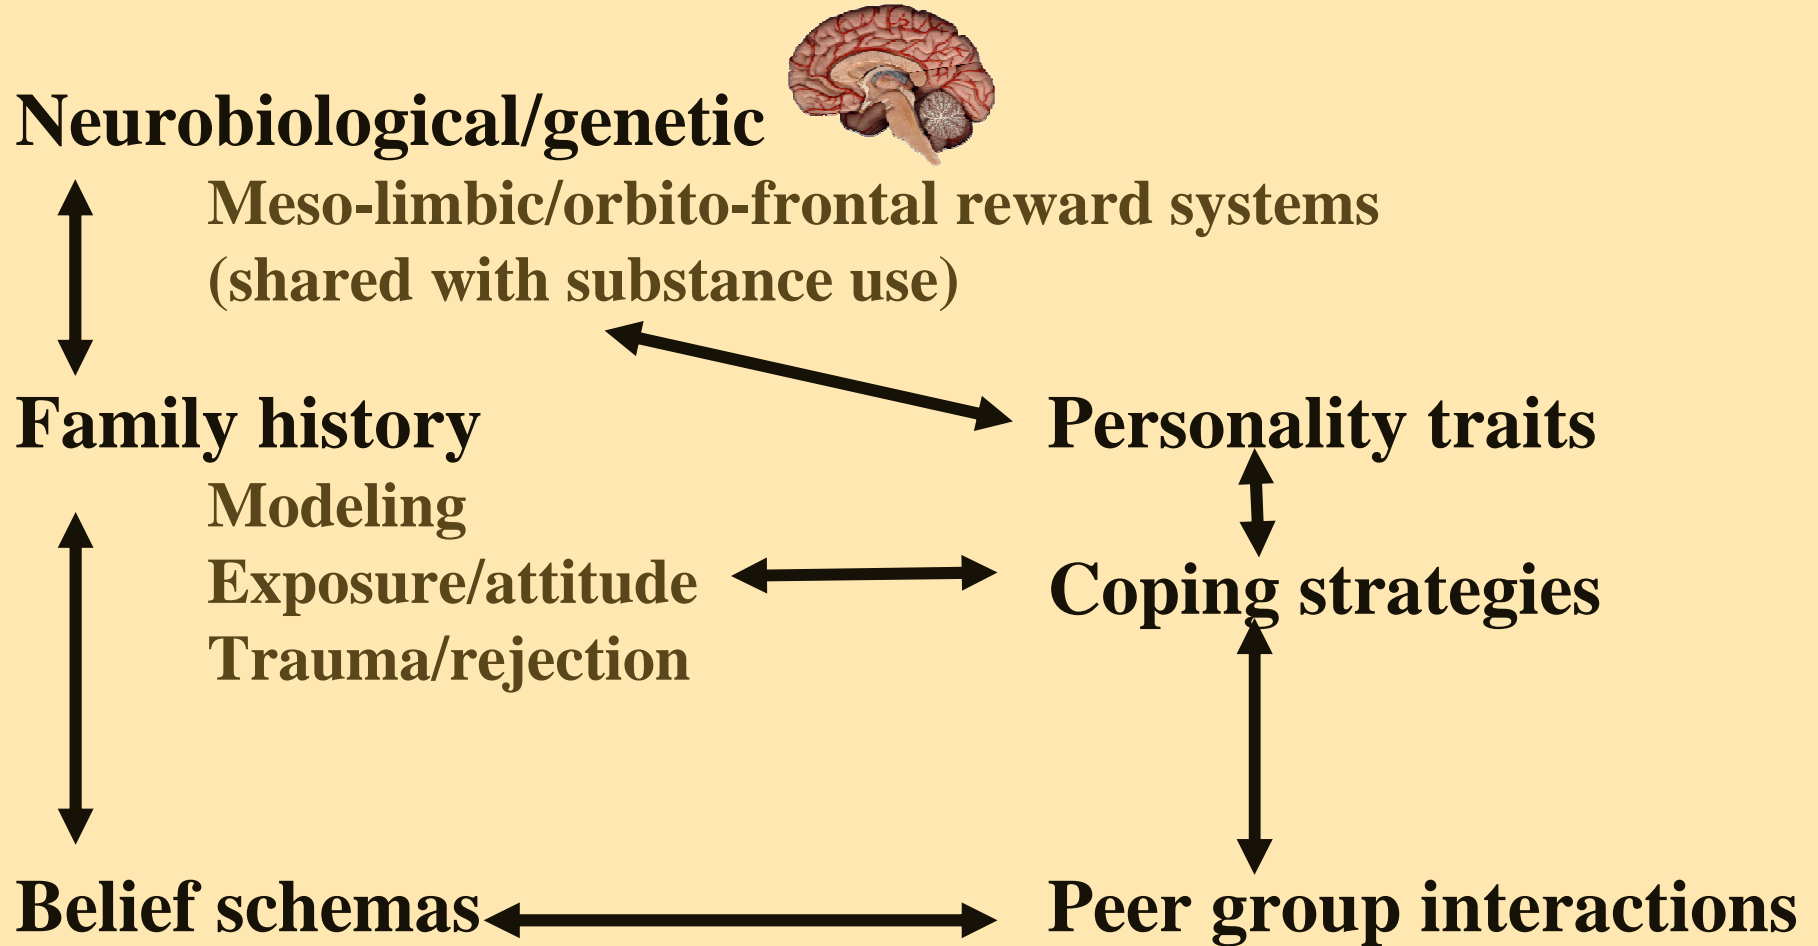 Neurobiological/genetic
Meso-limbic/orbito-frontal reward systems
(shared with substance use)
Family history
Modeling
Exposure/attitude
Trauma/rejection
Personality traits
Coping strategies
Belief schemas
Peer group interactions